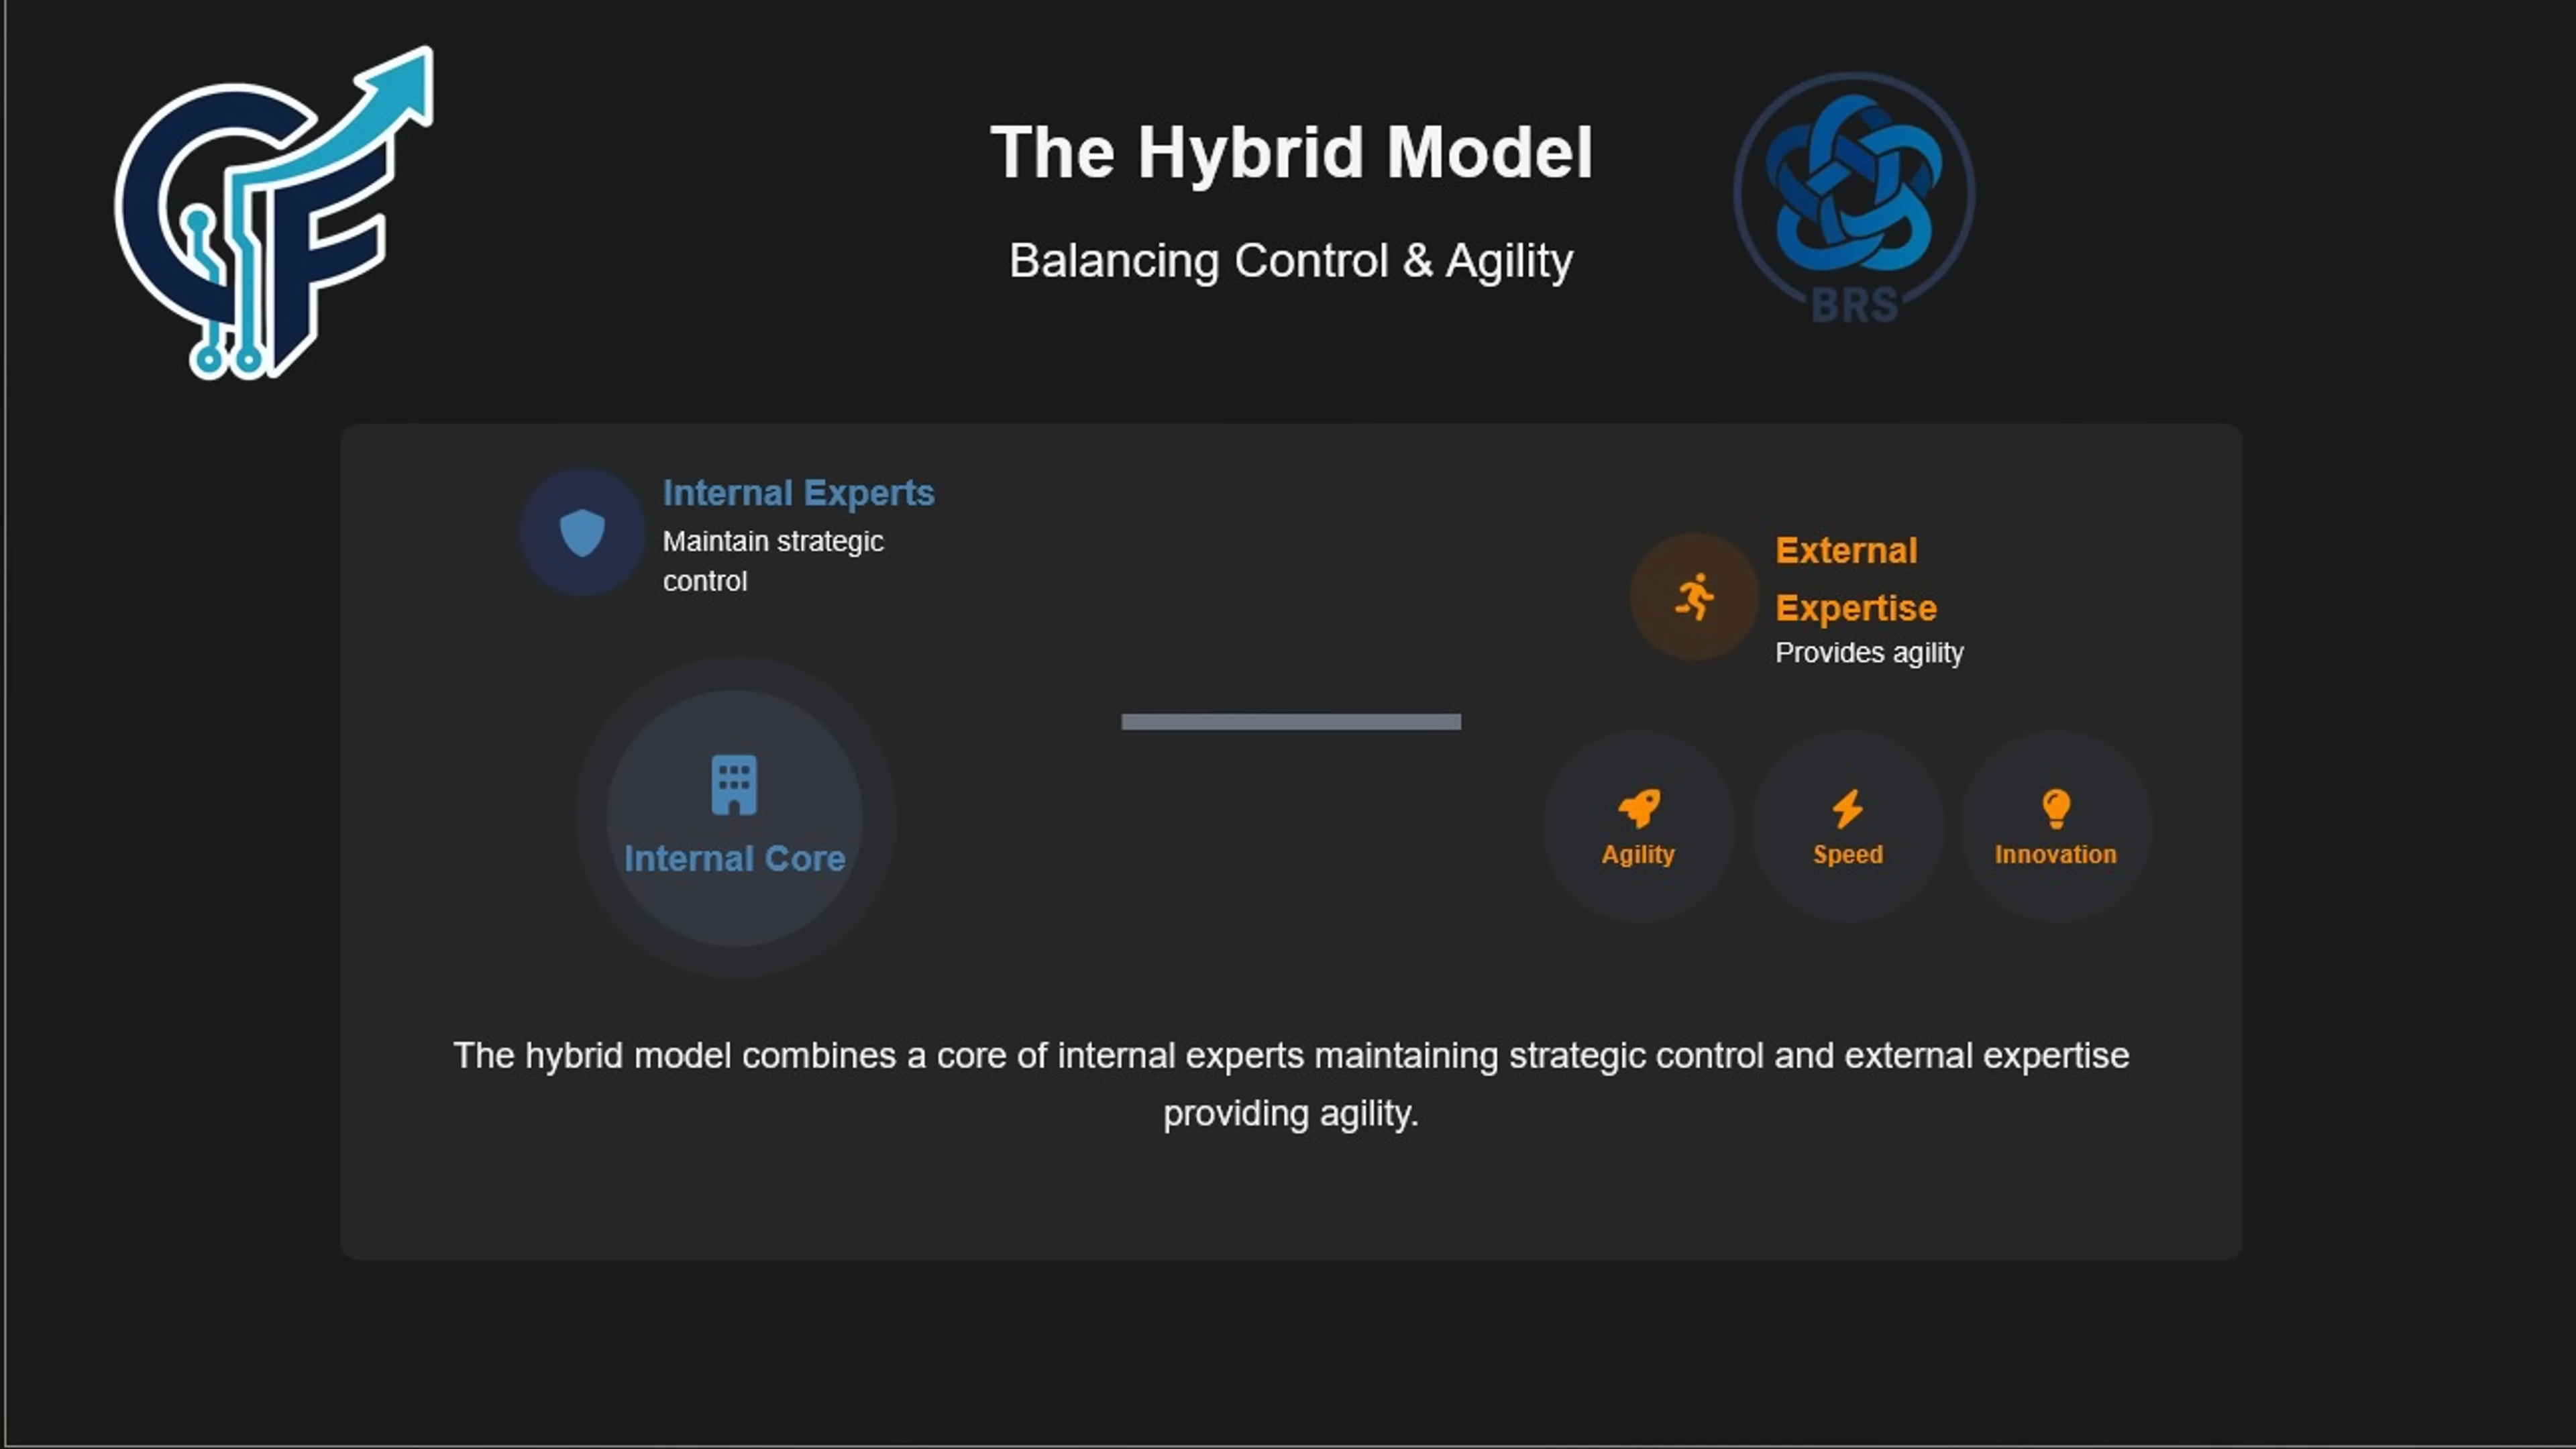 CF
The Hybrid Model
Balancing Control & Agility
BRS
Internal Experts
Maintain strategic
control
External
Expertise
Provides agility
Internal Core
Agility
Speed
Innovation
The hybrid model combines a core of internal experts maintaining strategic control and external expertise
providing agility.